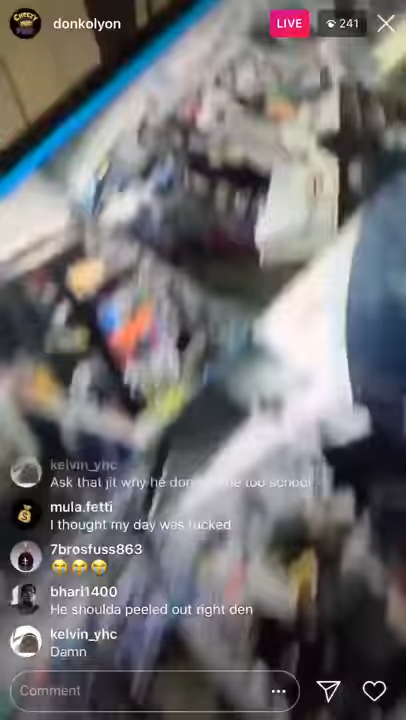 CHEEZY
donkolyon
LIVE
241
kelvin_yhc
Ask that jit why he too school
mula.fetti
I thought my day was fucked
7brosfuss863
😭😭😭
bhari1400
He shoulda peeled out right den
kelvin_yhc
Damn
Comment